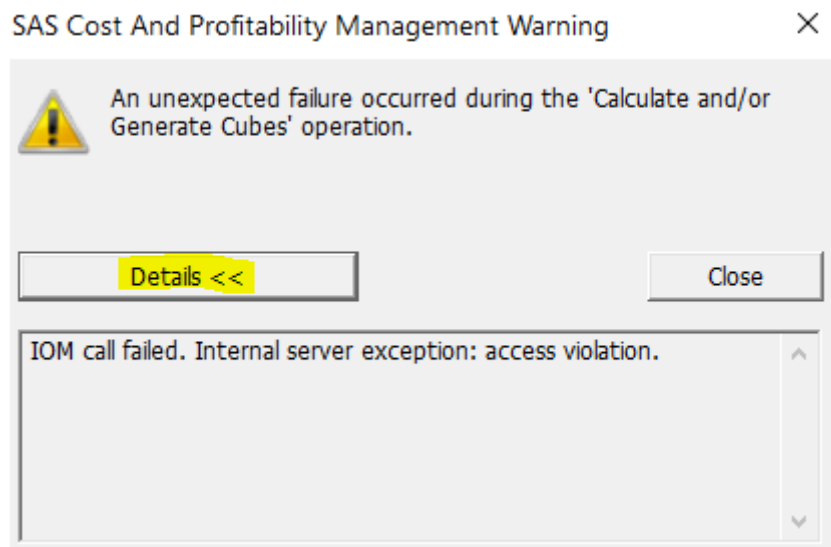 SAS Cost And Profitability Management Warning
An unexpected failure occurred during the 'Calculate and/or
Generate Cubes' operation.
Details <<
Close
IOM call failed. Internal server exception: access violation.